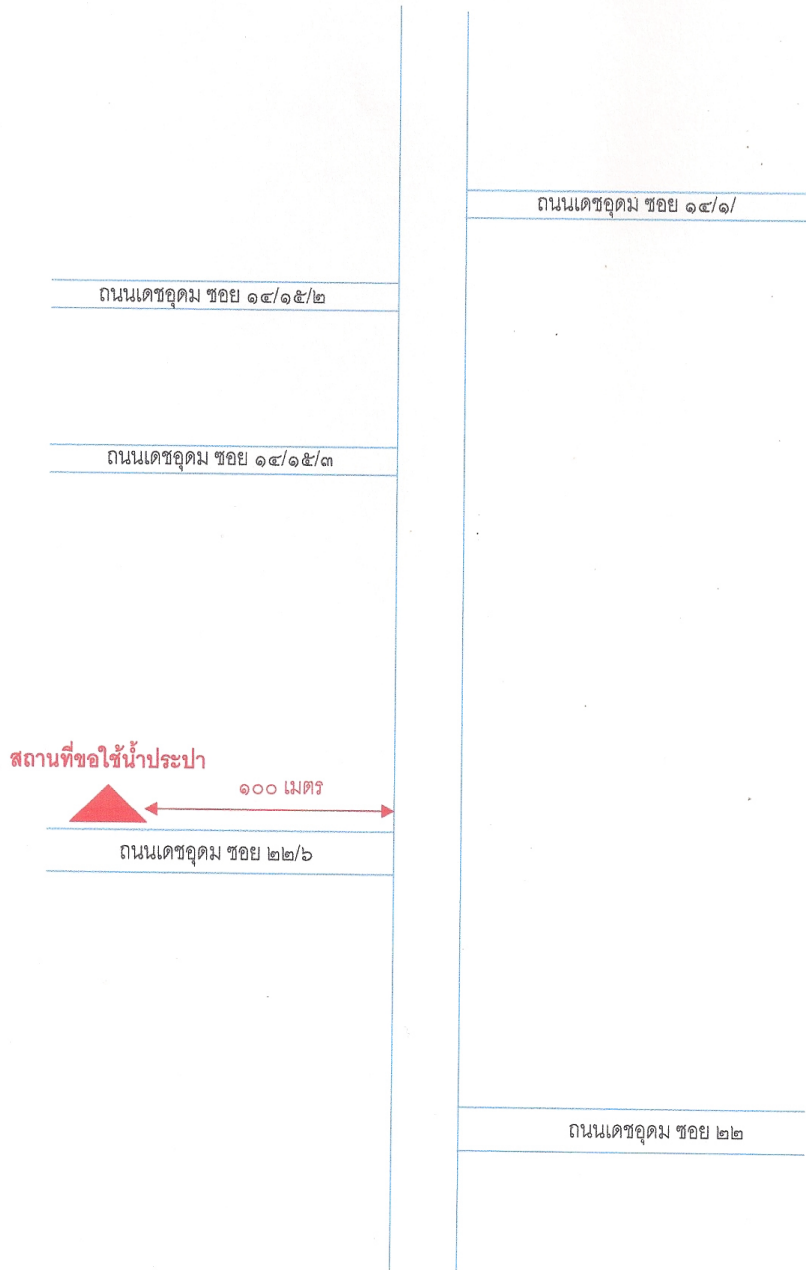 ถนนเดชอุดม ซอย ๑๔/๑/
ถนนเดชอุดม ซอย ๑๔/๑๕/๒
ถนนเดชอุดม ซอย ๑๔/๑๕/๓
สถานที่ขอใช้น้ำประปา
๑๐๐ เมตร
ถนนเดชอุดม ซอย ๒๒/๖
ถนนเดชอุดม ซอย ๒๒